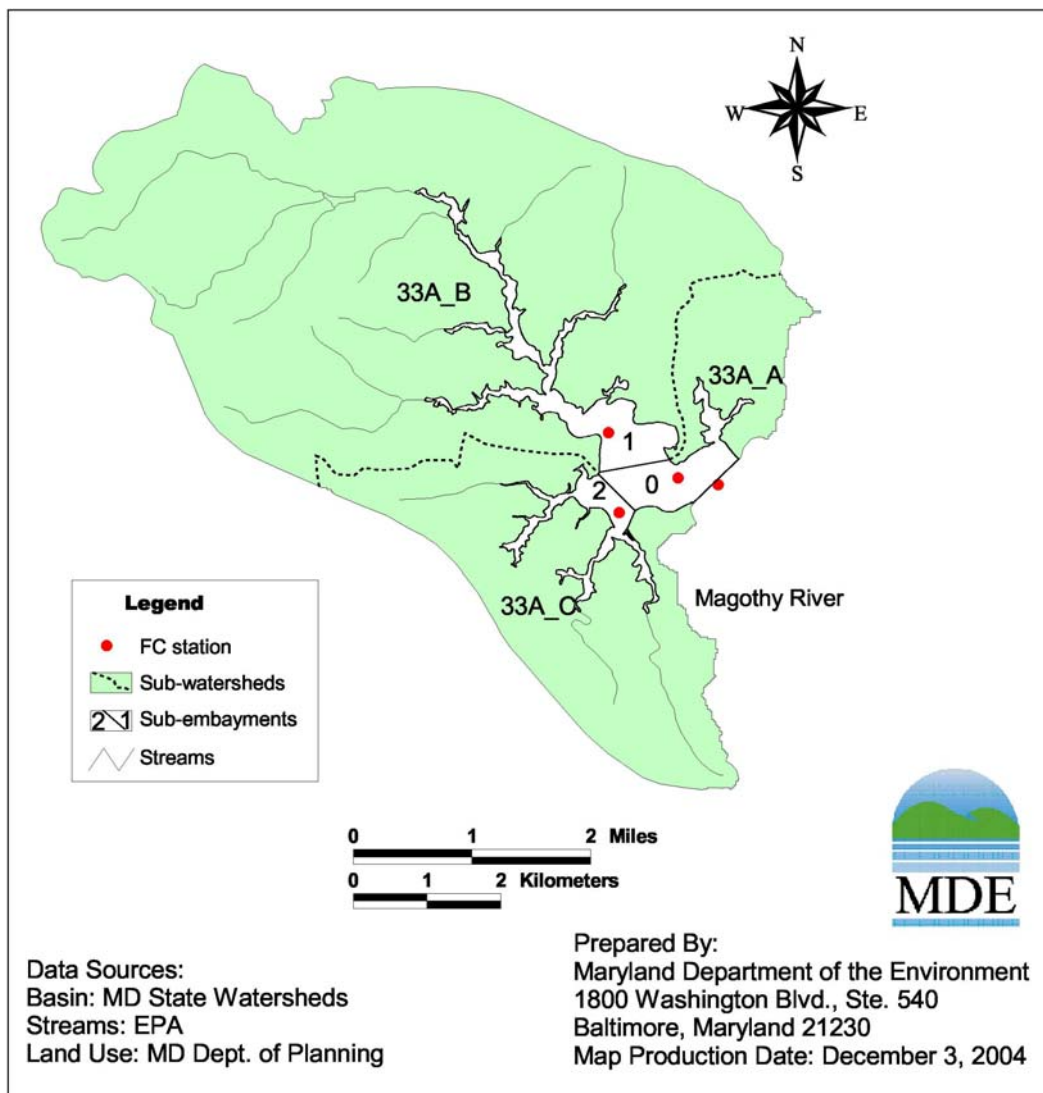 N
W E
S
33A_B
33A_A
1
0
2
33A_C
Magothy River
Legend
FC station
Sub-watersheds
2 1 Sub-embayments
Streams
0 1 2 Miles
0 1 2 Kilometers
MDE
Data Sources:
Basin: MD State Watersheds
Streams: EPA
Land Use: MD Dept. of Planning
Prepared By:
Maryland Department of the Environment
1800 Washington Blvd., Ste. 540
Baltimore, Maryland 21230
Map Production Date: December 3, 2004